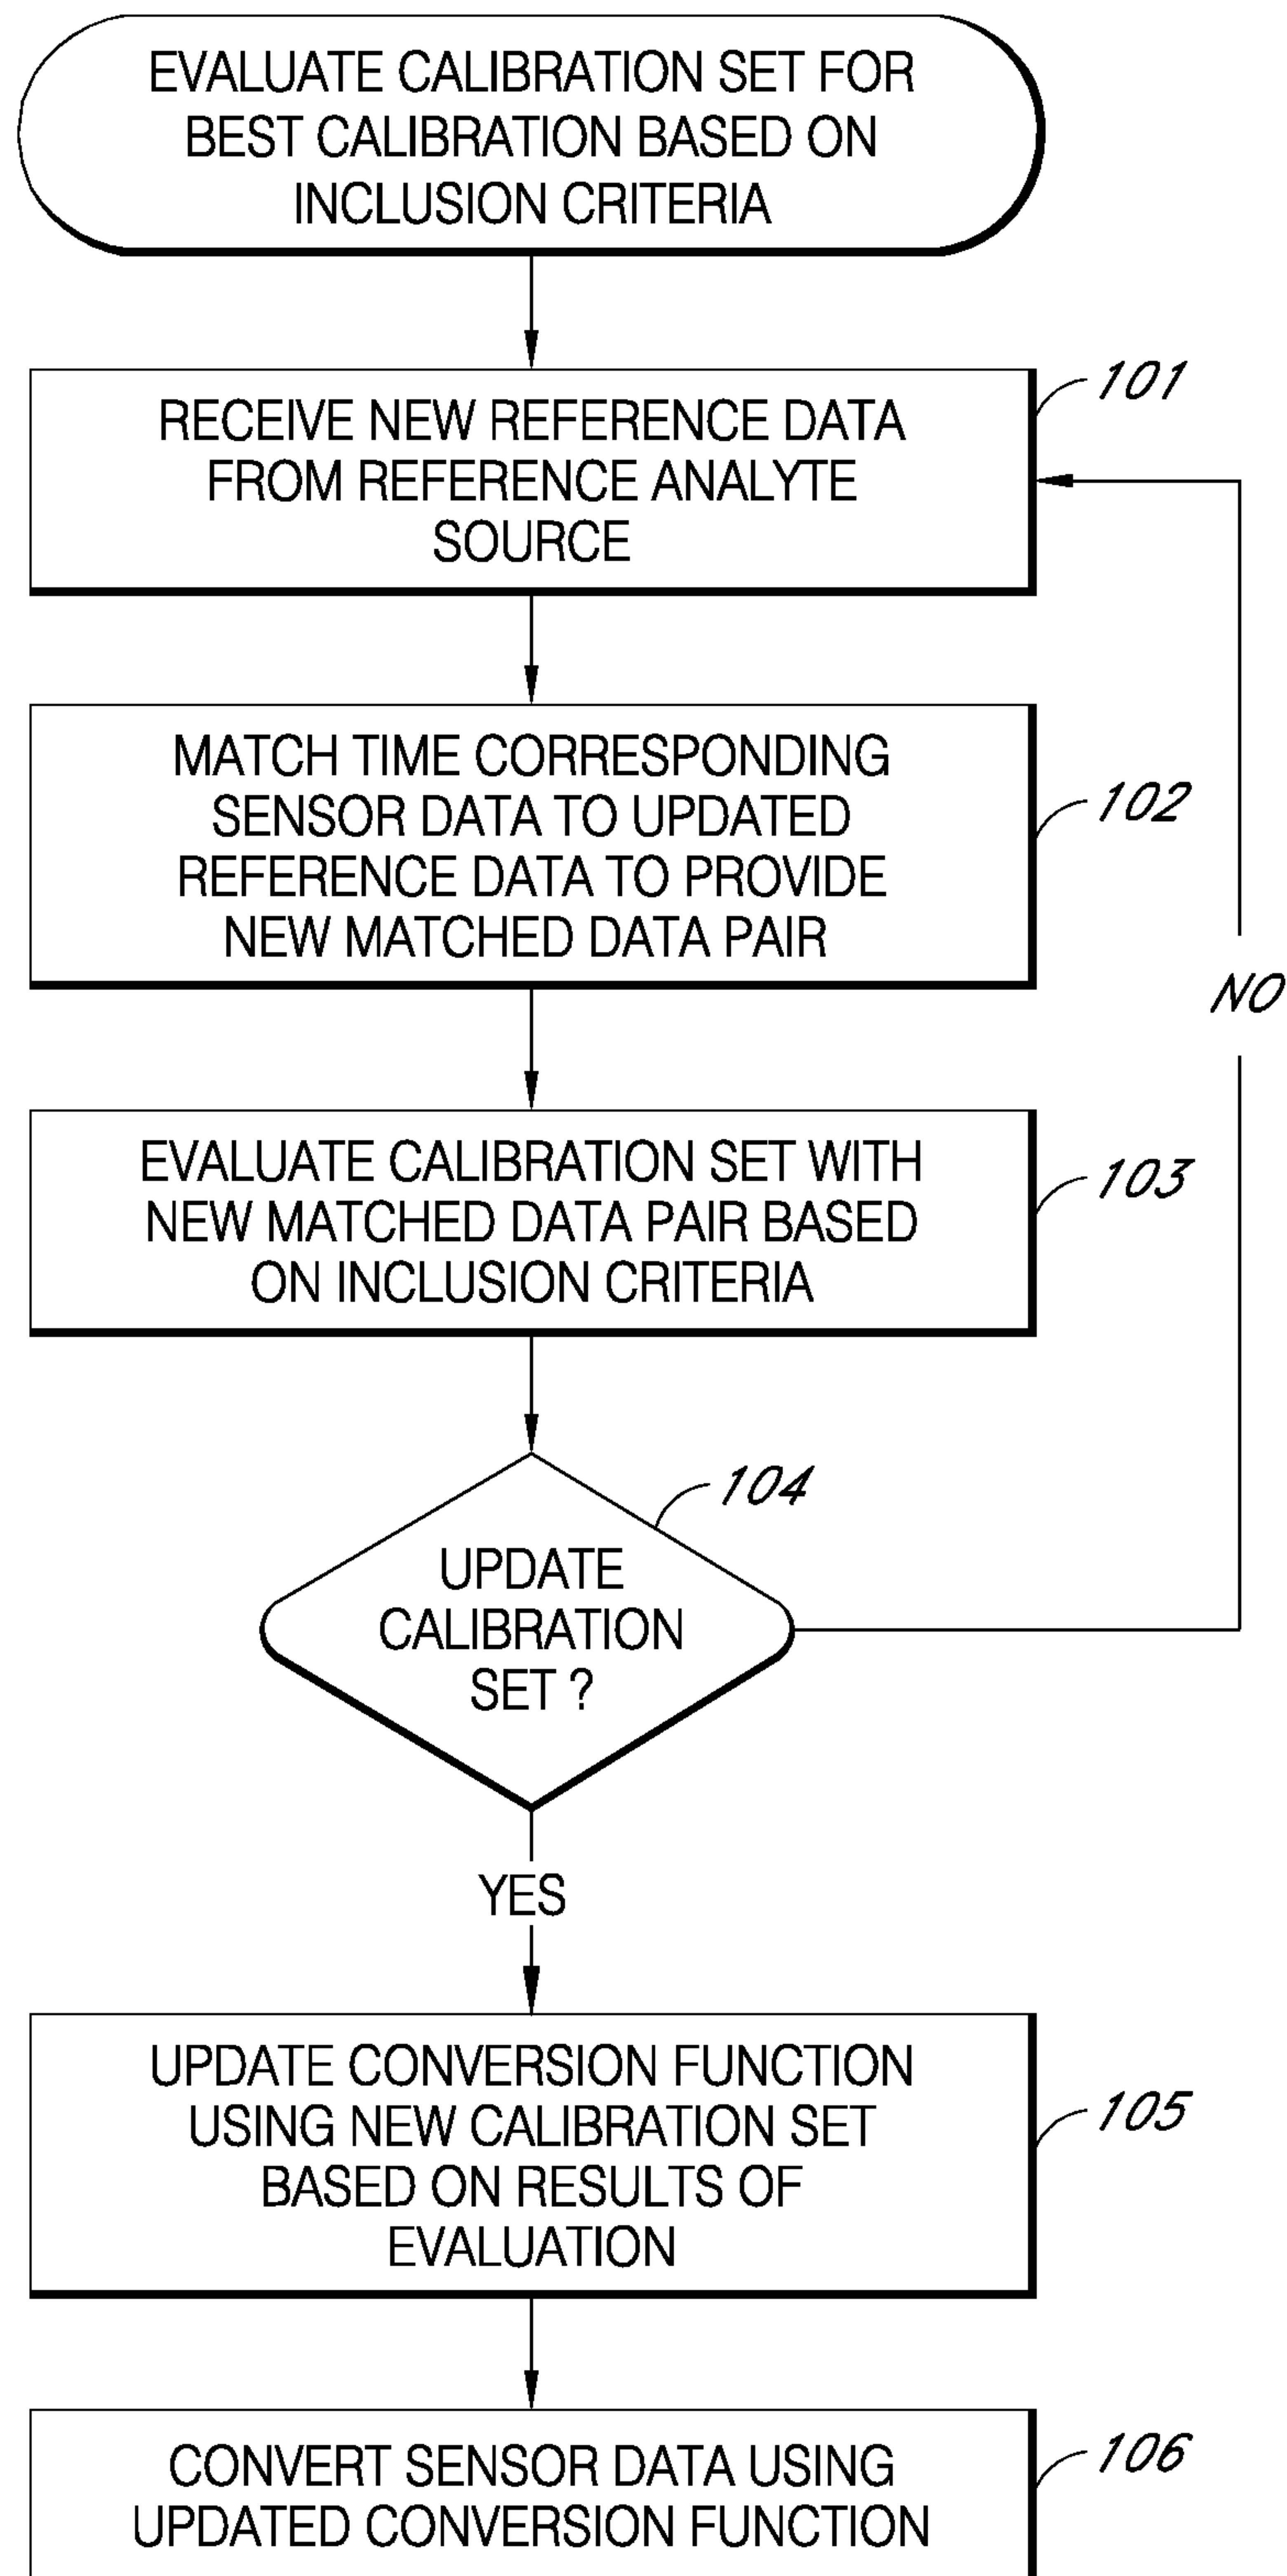 EVALUATE CALIBRATION SET FOR
BEST CALIBRATION BASED ON
INCLUSION CRITERIA
101
RECEIVE NEW REFERENCE DATA
FROM REFERENCE ANALYTE
SOURCE
102
MATCH TIME CORRESPONDING
SENSOR DATA TO UPDATED
REFERENCE DATA TO PROVIDE
NEW MATCHED DATA PAIR
NO
103
EVALUATE CALIBRATION SET WITH
NEW MATCHED DATA PAIR BASED
ON INCLUSION CRITERIA
104
UPDATE
CALIBRATION
SET ?
YES
105
UPDATE CONVERSION FUNCTION
USING NEW CALIBRATION SET
BASED ON RESULTS OF
EVALUATION
106
CONVERT SENSOR DATA USING
UPDATED CONVERSION FUNCTION